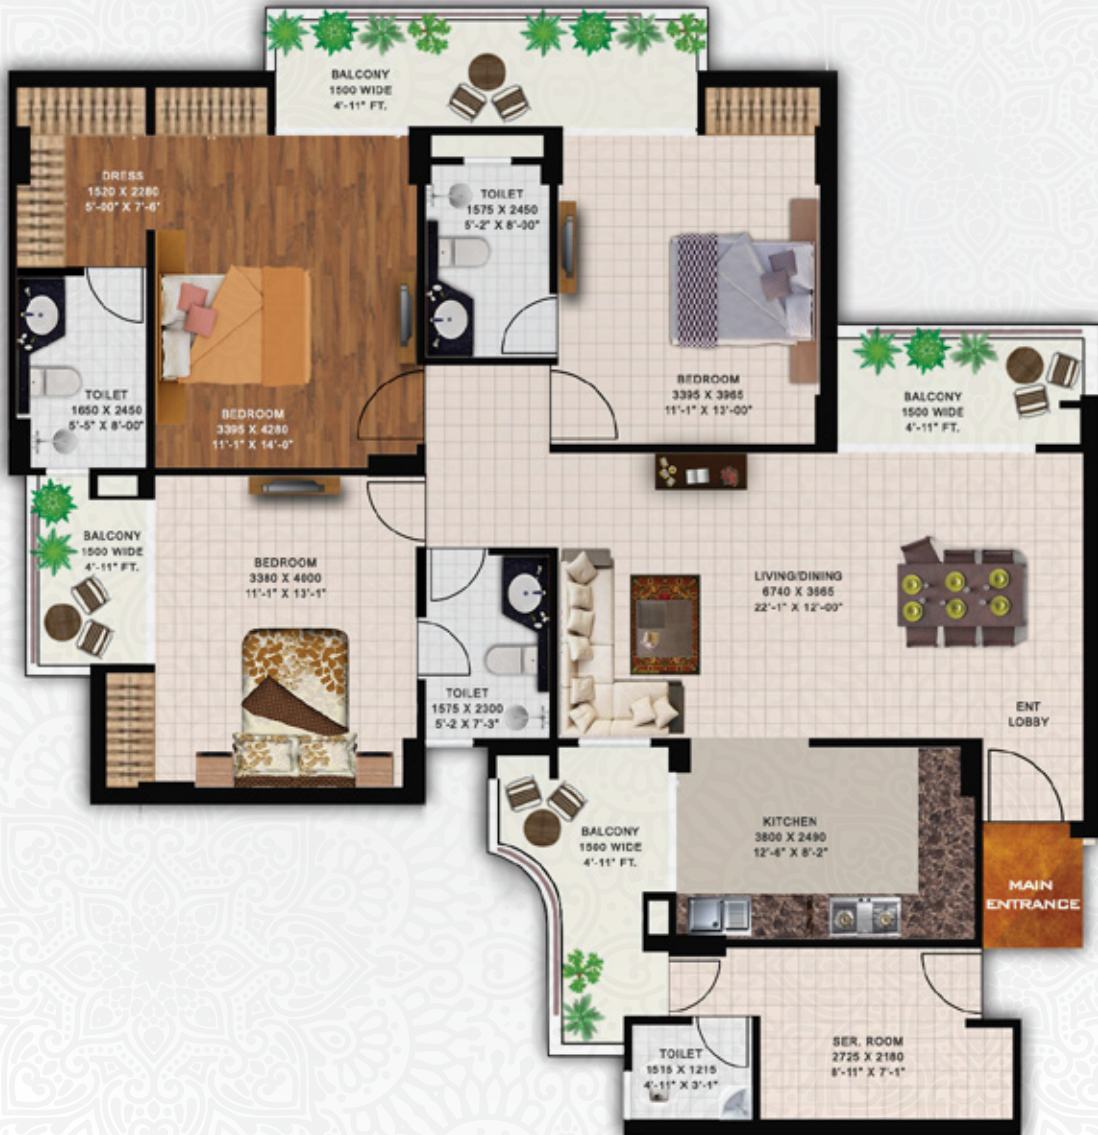 BALCONY
1500 WIDE
4'-11" FT.
DRESS
1520 X 2280
5'-00" X 7'-6"
TOILET
1575 X 2450
5'-2" X 8'-00"
BEDROOM
3395 X 3965
11'-1" X 13'-00"
BALCONY
1500 WIDE
4'-11" FT.
TOILET
1650 X 2450
5'-5" X 8'-00"
BEDROOM
3395 X 4280
11'-1" X 14'-0"
BALCONY
1500 WIDE
4'-11" FT.
BEDROOM
3380 X 4000
11'-1" X 13'-1"
LIVING/DINING
6740 X 3665
22'-1" X 12'-00"
TOILET
1575 X 2300
5'-2 X 7'-3"
ENT
LOBBY
BALCONY
1500 WIDE
4'-11" FT.
KITCHEN
3800 X 2490
12'-6" X 8'-2"
MAIN
ENTRANCE
SER. ROOM
2725 X 2180
8'-11" X 7'-1"
TOILET
1515 X 1215
4'-11" X 3'-1"